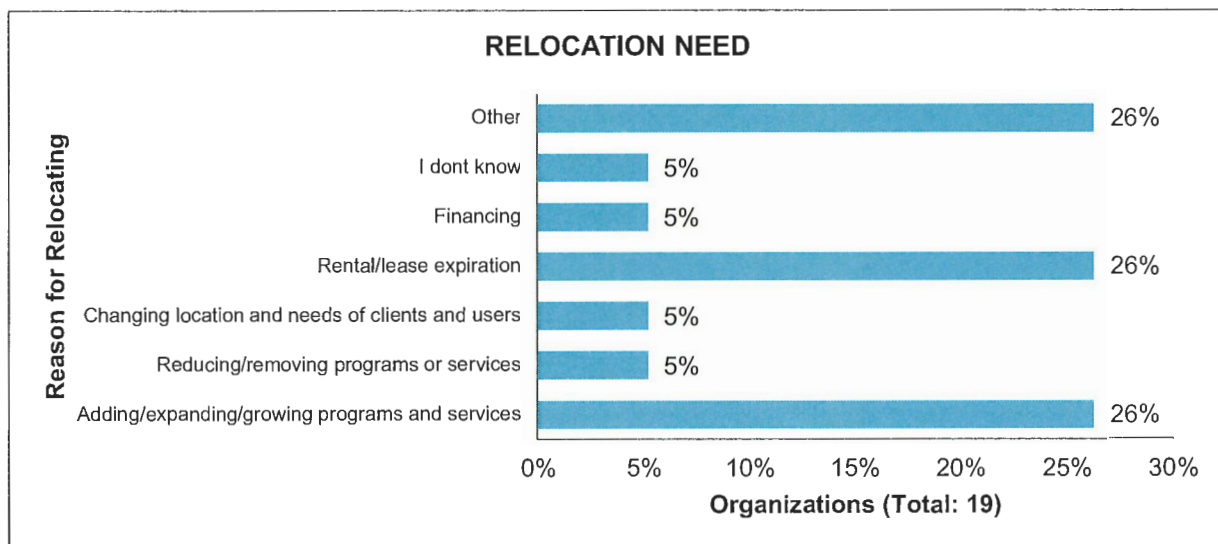 RELOCATION NEED
Reason for Relocating
Other 26%
I dont know 5%
Financing 5%
Rental/lease expiration 26%
Changing location and needs of clients and users 5%
Reducing/removing programs or services 5%
Adding/expanding/growing programs and services 26%
0% 5% 10% 15% 20% 25% 30%
Organizations (Total: 19)